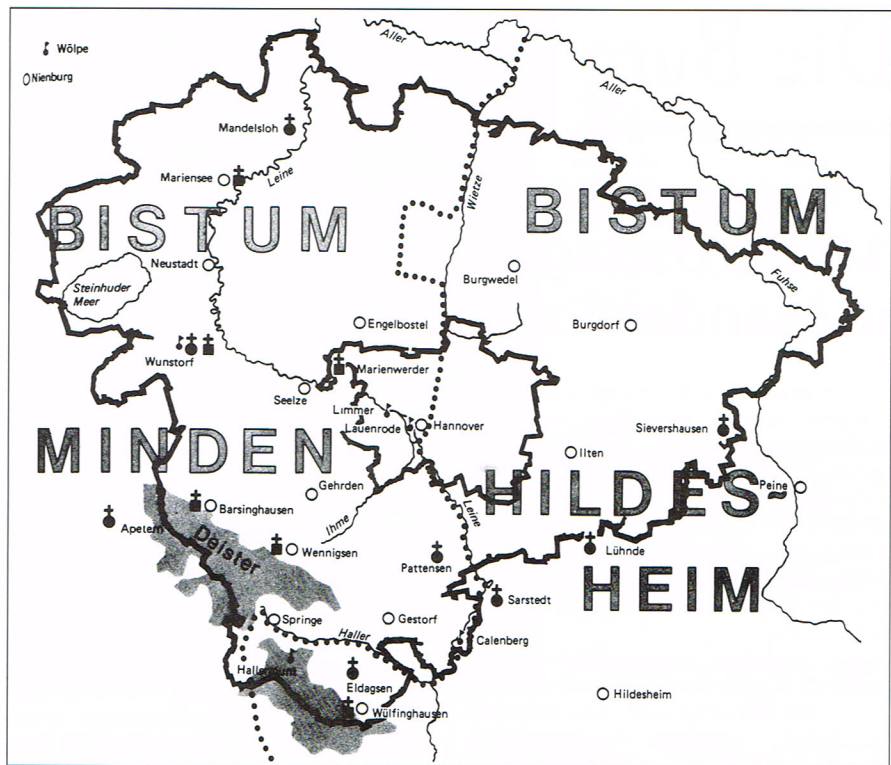 Wölpe
Nienburg
Aller
Aller
Mandelsloh
Mariensee
Leine
Wietze
BISTUM
BISTUM
Neustadt
Steinhuder
Meer
Burgwedel
Fuhse
Engelbostel
Burgdorf
Wunstorf
Marienwerder
Seelze
Limmer
Lauenrode
Hannover
Sievershausen
MINDEN
Ilten
Gehrden
HILDES-
Peine
Barsinghausen
Leine
Ihme
Apelern
Deister
Wennigsen
Pattensen
Lühnde
HEIM
Sarstedt
?
Springe
Gestorf
Haller
Calenberg
Hallermunt
Eldagsen
Hildesheim
Wülfinghausen